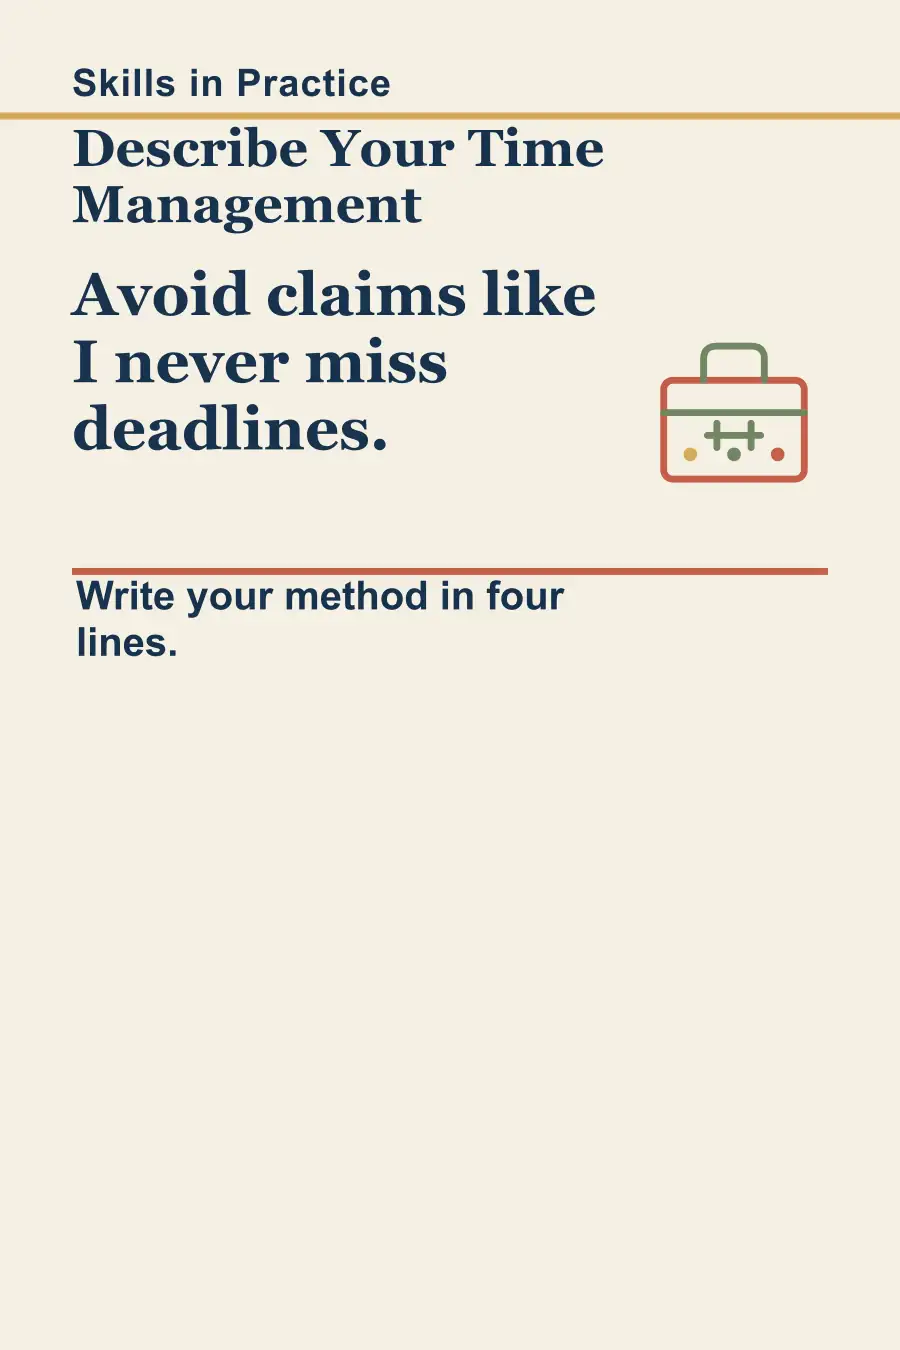 Skills in Practice
Describe Your Time
Management
Avoid claims like
I never miss
deadlines.
Write your method in four
lines.